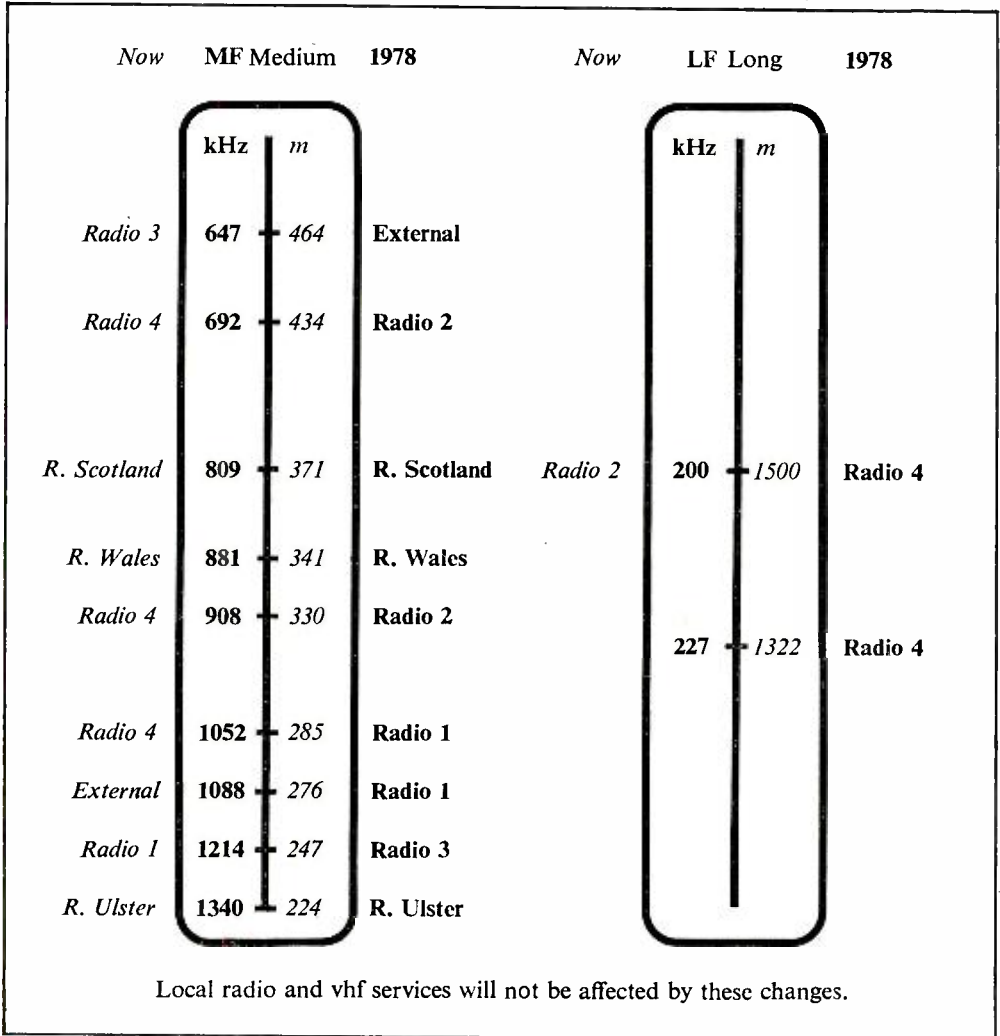 Now MF Medium 1978
kHz m
Radio 3 647 464 External
Radio 4 692 434 Radio 2
R. Scotland 809 371 R. Scotland
R. Wales 881 341 R. Wales
Radio 4 908 330 Radio 2
Radio 4 1052 285 Radio 1
External 1088 276 Radio 1
Radio 1 1214 247 Radio 3
R. Ulster 1340 224 R. Ulster
Now LF Long 1978
kHz m
Radio 2 200 1500 Radio 4
227 1322 Radio 4
Local radio and vhf services will not be affected by these changes.